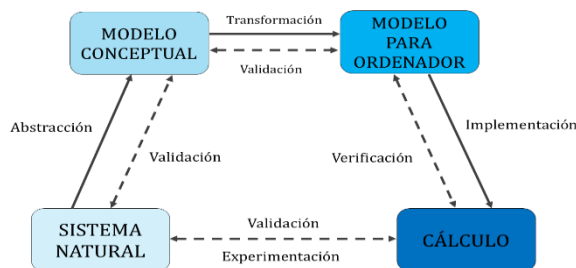 MODELO
CONCEPTUAL
Transformación
Validación
MODELO
PARA
ORDENADOR
Abstracción
Validación
Verificación
Implementación
SISTEMA
NATURAL
Validación
Experimentación
CÁLCULO